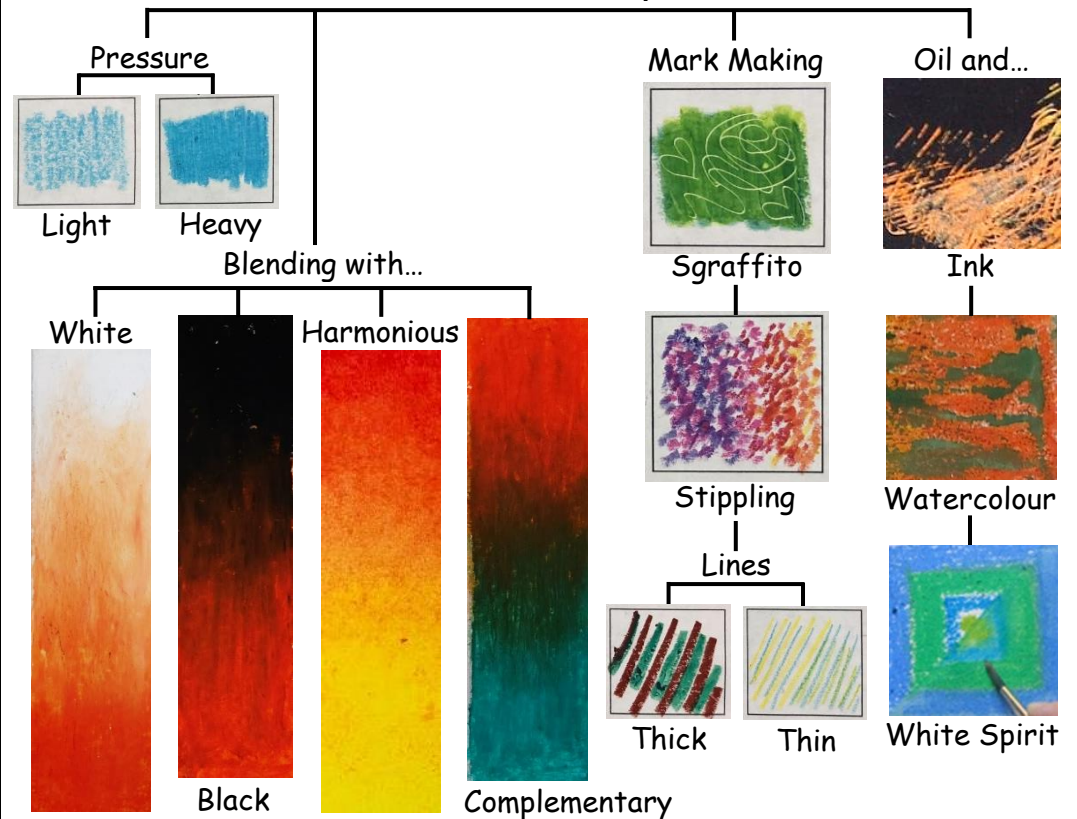 Pressure
Mark Making
Oil and…
Light
Heavy
Sgraffito
Ink
Blending with…
White
Harmonious
Stippling
Watercolour
Lines
Thick
Thin
White Spirit
Black
Complementary